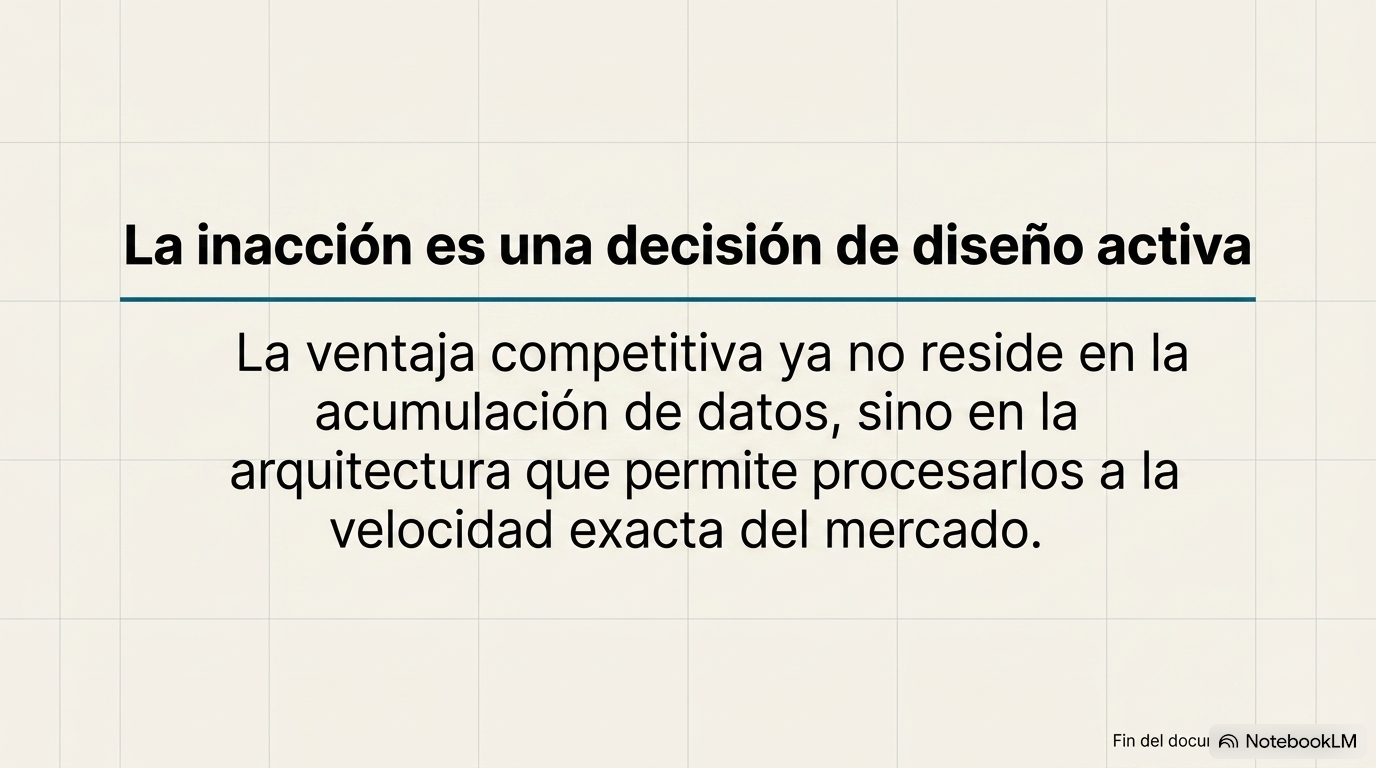 La inacción es una decisión de diseño activa
La ventaja competitiva ya no reside en la
acumulación de datos, sino en la
arquitectura que permite procesarlos a la
velocidad exacta del mercado.
Fin del docu
NotebookLM